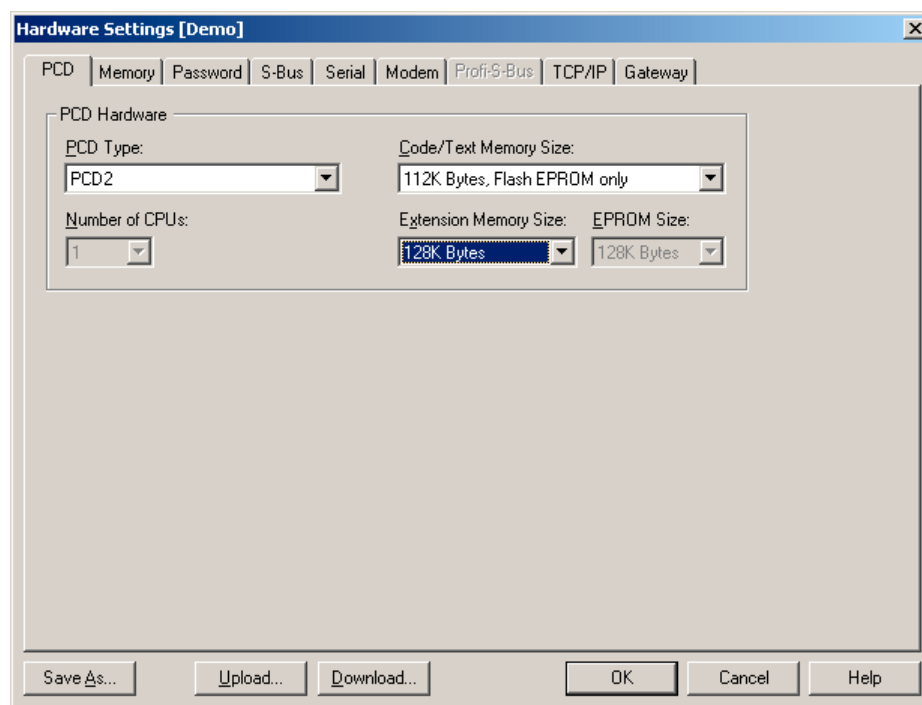 Hardware Settings [Demo]
PCD Memory Password S-Bus Serial Modem Profi-S-Bus TCP/IP Gateway
PCD Hardware
PCD Type: Code/Text Memory Size:
PCD2 112K Bytes, Flash EPROM only
Number of CPUs: Extension Memory Size: EPROM Size:
1 128K Bytes 128K Bytes
Save As... Upload... Download... OK Cancel Help